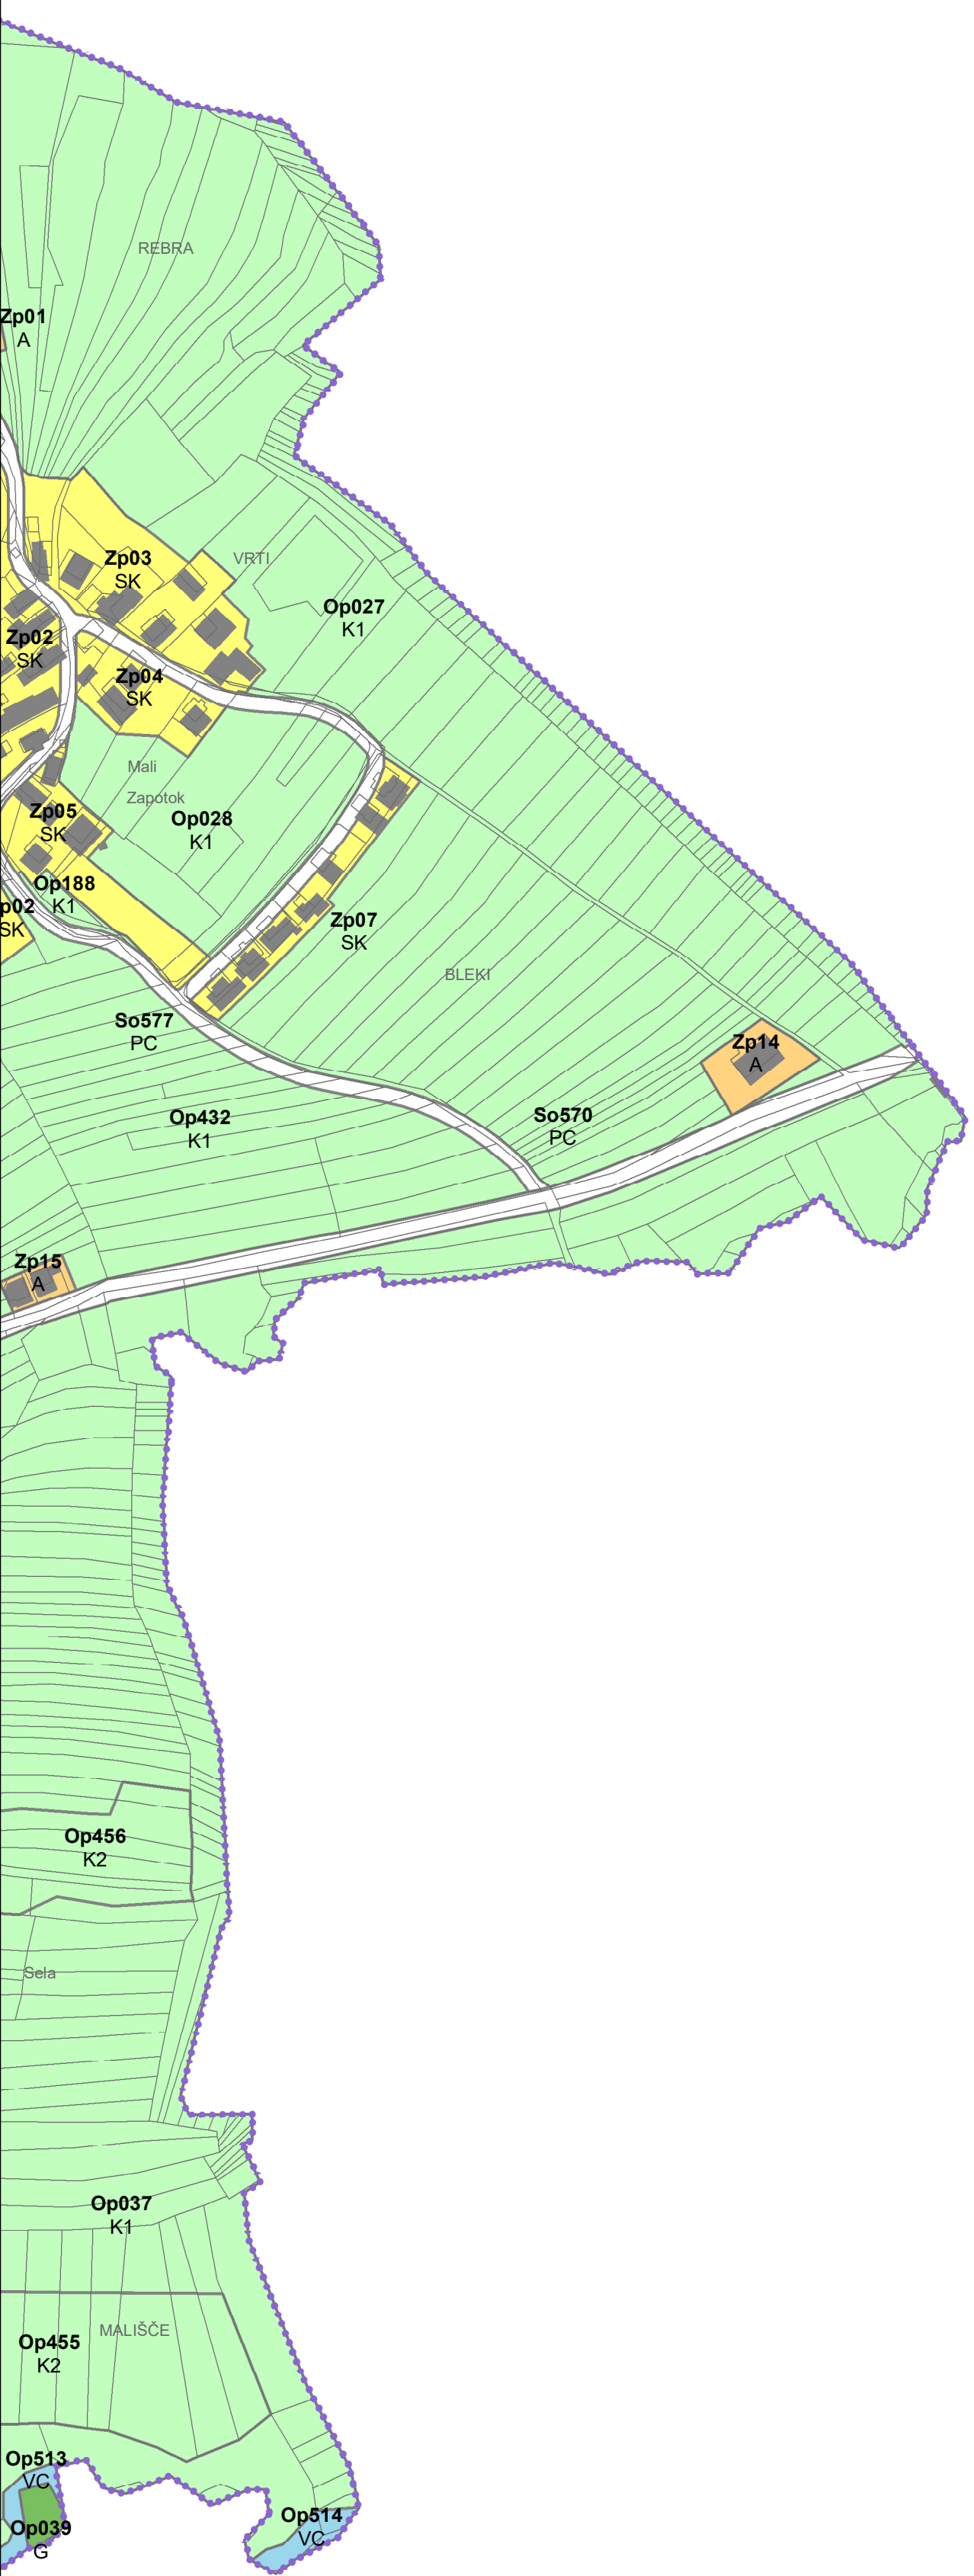 REBRA
Zp01
A
Zp03
SK
VRTI
Op027
K1
Zp02
SK
Zp04
SK
Mali
Zapotok
Zp05
SK
Op028
K1
Op188
K1
p02
SK
Zp07
SK
BLEKI
So577
PC
Zp14
A
Op432
K1
So570
PC
Zp15
A
Op456
K2
Sela
Op037
K1
MALIŠČE
Op455
K2
Op513
VC
Op039
G
Op514
VC